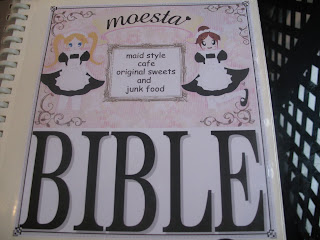 moesta
maid style
cafe
original sweets
and
junk food
BIBLE